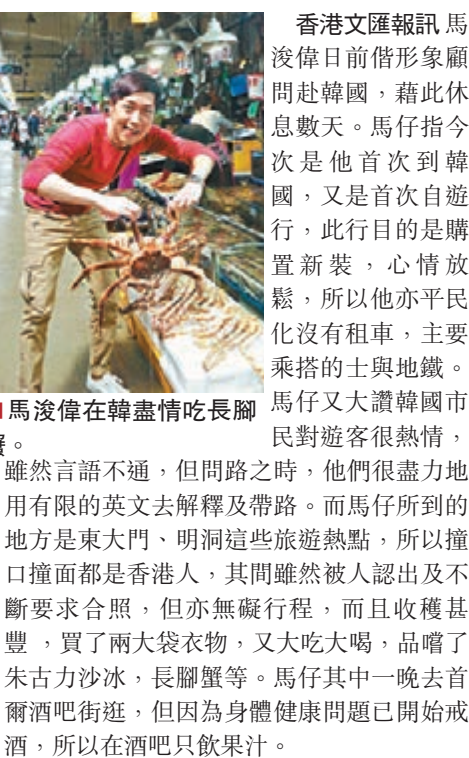 香港文匯報訊 馬
浚偉日前偕形象顧
問赴韓國，藉此休
息數天。馬仔指今
次是他首次到韓
國，又是首次自遊
行，此行目的是購
置新裝，心情放
鬆，所以他亦平民
化沒有租車，主要
乘搭的士與地鐵。
馬仔又大讚韓國市
民對遊客很熱情，
雖然言語不通，但問路之時，他們很盡力地
用有限的英文去解釋及帶路。而馬仔所到的
地方是東大門、明洞這些旅遊熱點，所以撞
口撞面都是香港人，其間雖然被人認出及不
斷要求合照，但亦無礙行程，而且收穫甚
豐 ，買了兩大袋衣物，又大吃大喝，品嚐了
朱古力沙冰，長腳蟹等。馬仔其中一晚去首
爾酒吧街逛，但因為身體健康問題已開始戒
酒，所以在酒吧只飲果汁。
馬浚偉在韓盡情吃長腳
蟹。